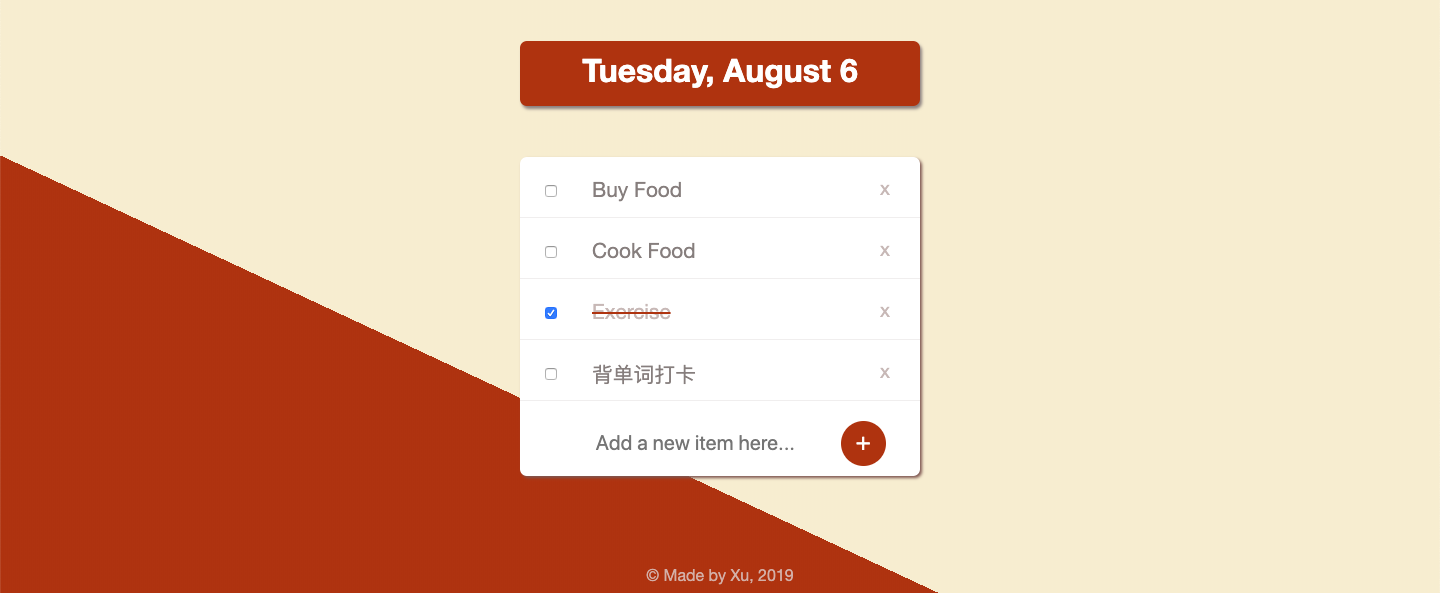 Tuesday, August 6
Buy Food x
Cook Food x
Exercise x
背单词打卡 x
Add a new item here... +
© Made by Xu, 2019